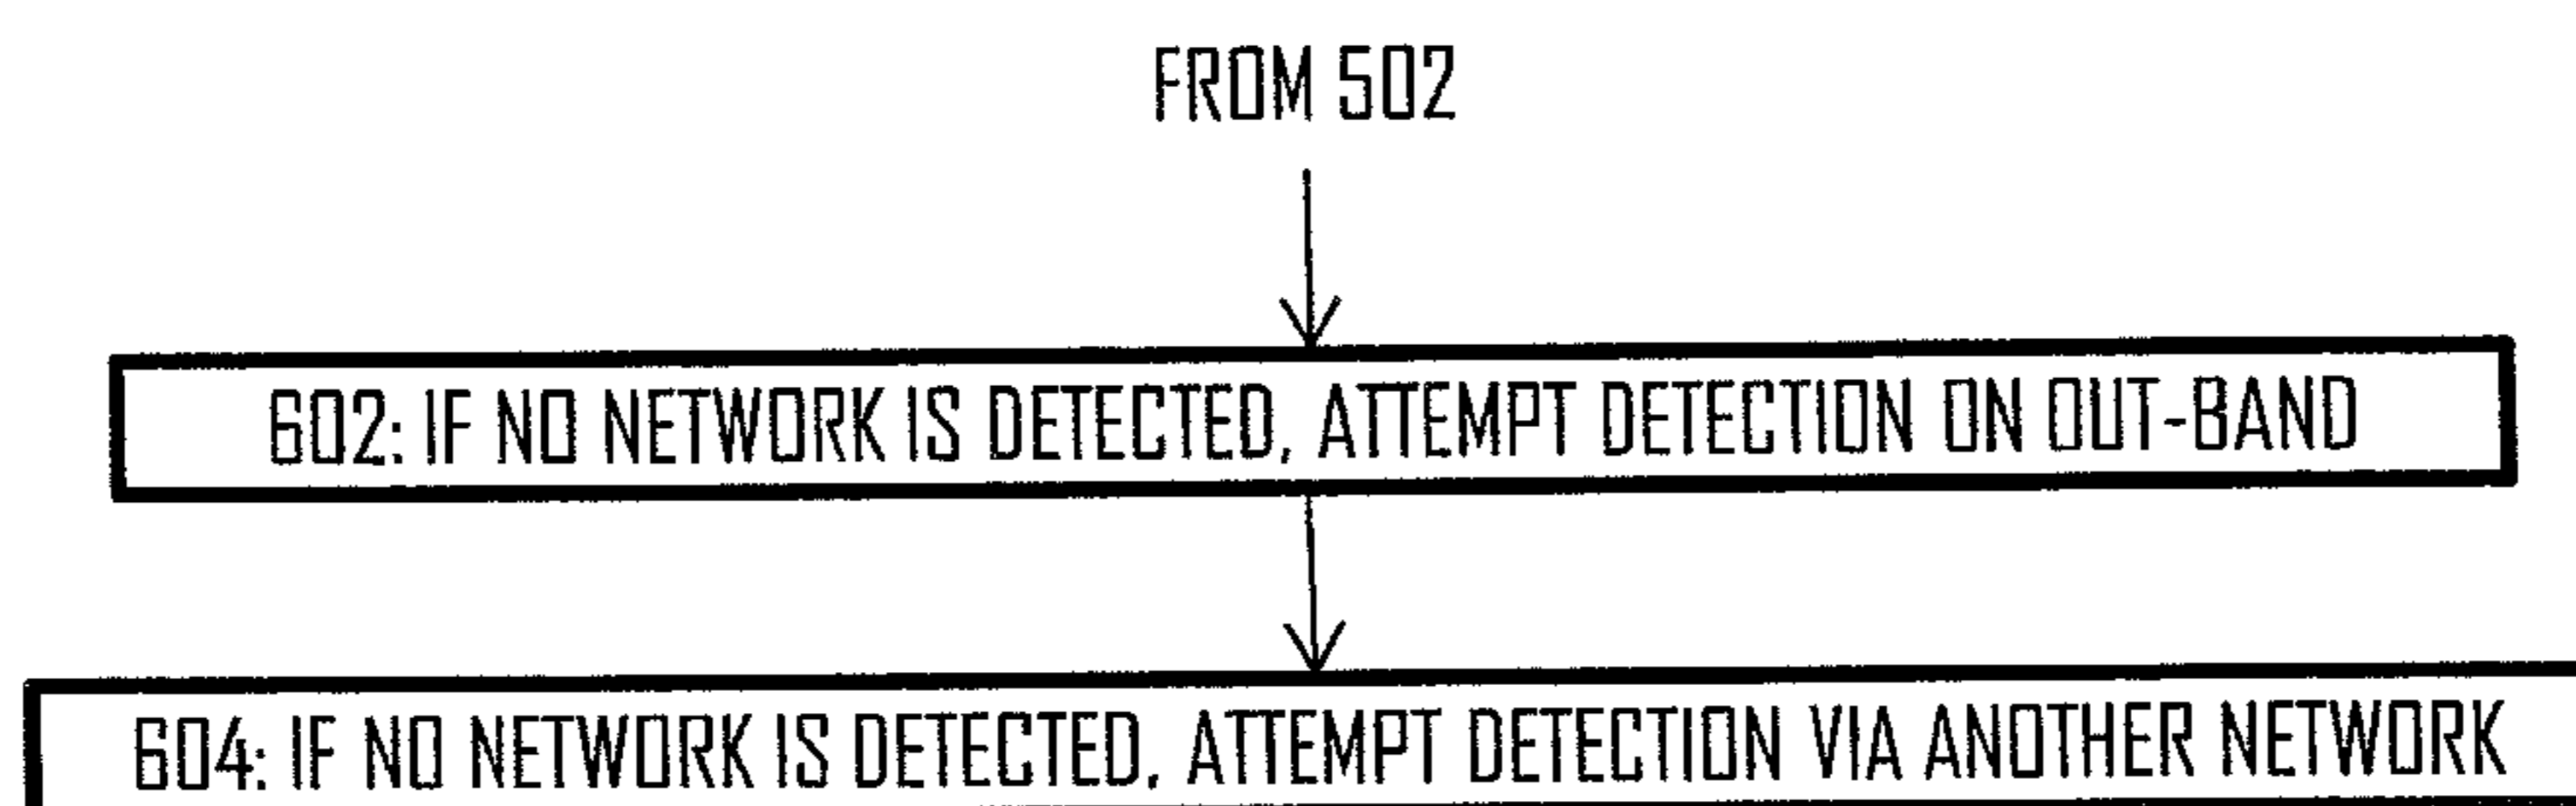 FROM 502
602: IF NO NETWORK IS DETECTED, ATTEMPT DETECTION ON OUT-BAND
604: IF NO NETWORK IS DETECTED, ATTEMPT DETECTION VIA ANOTHER NETWORK